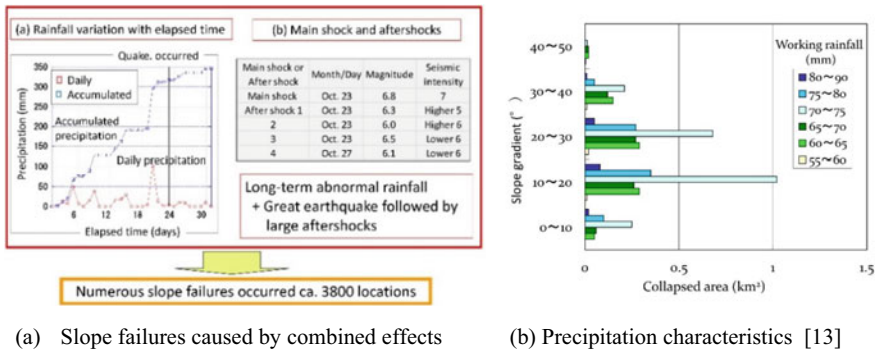 (a) Rainfall variation with elapsed time
Quake. occurred
Precipitation (mm)
350
300
250
200
150
100
50
0
Daily
Accumulated
Accumulated
precipitation
Daily precipitation
6 12 18 24 30
Elapsed time (days)
(b) Main shock and aftershocks
Main shock or After shock Month/Day Magnitude Seismic intensity
Main shock Oct. 23 6.8 7
After shock 1 Oct. 23 6.3 Higher 5
2 Oct. 23 6.0 Higher 6
3 Oct. 23 6.5 Lower 6
4 Oct. 27 6.1 Lower 6
Long-term abnormal rainfall
+ Great earthquake followed by
large aftershocks
Numerous slope failures occurred ca. 3800 locations
(a) Slope failures caused by combined effects
Slope gradient (°)
40~50
30~40
20~30
10~20
0~10
0 0.5 1 1.5
Collapsed area (km²)
Working rainfall
(mm)
80~90
75~80
70~75
65~70
60~65
55~60
(b) Precipitation characteristics [13]